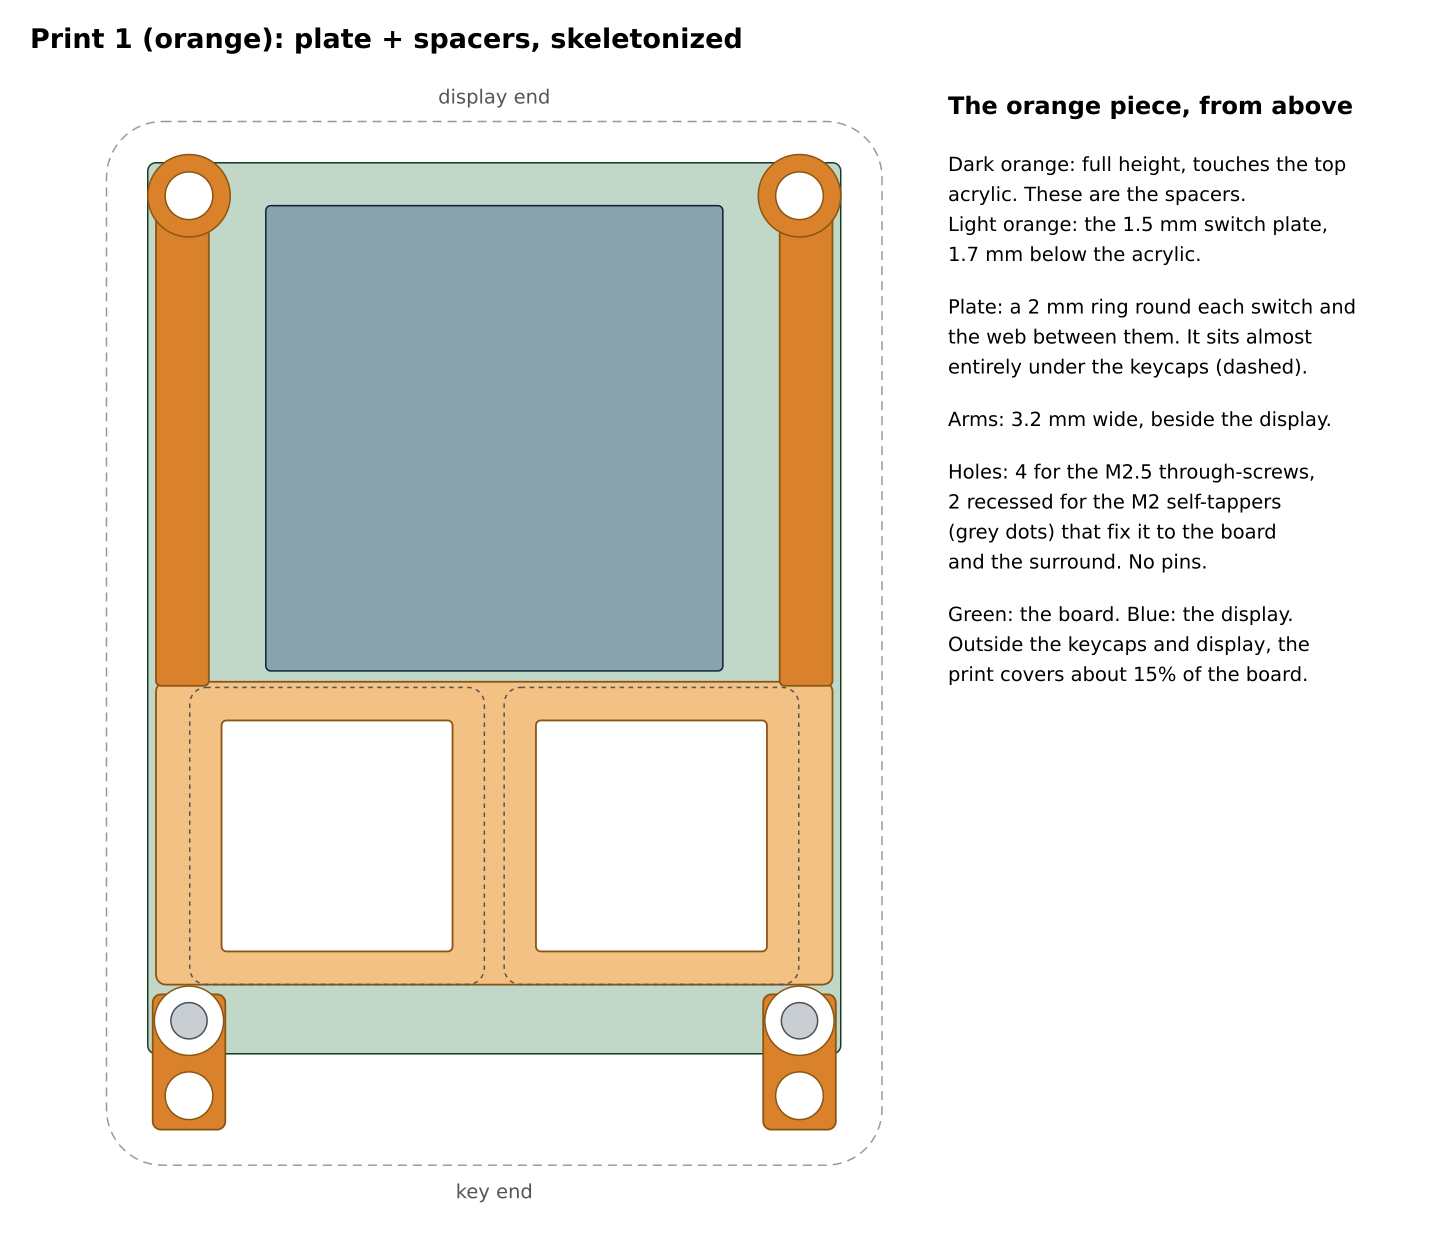 Print 1 (orange): plate + spacers, skeletonized
display end
The orange piece, from above
Dark orange: full height, touches the top
acrylic. These are the spacers.
Light orange: the 1.5 mm switch plate,
1.7 mm below the acrylic.
Plate: a 2 mm ring round each switch and
the web between them. It sits almost
entirely under the keycaps (dashed).
Arms: 3.2 mm wide, beside the display.
Holes: 4 for the M2.5 through-screws,
2 recessed for the M2 self-tappers
(grey dots) that fix it to the board
and the surround. No pins.
Green: the board. Blue: the display.
Outside the keycaps and display, the
print covers about 15% of the board.
key end